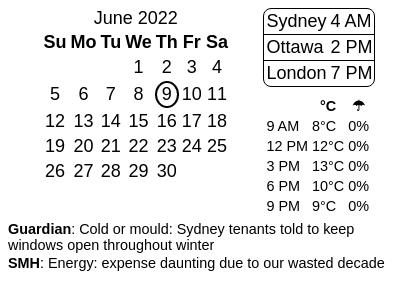 June 2022
Su Mo Tu We Th Fr Sa
1 2 3 4
5 6 7 8 9 10 11
12 13 14 15 16 17 18
19 20 21 22 23 24 25
26 27 28 29 30
Sydney 4 AM
Ottawa 2 PM
London 7 PM
°C ☂
9 AM 8°C 0%
12 PM 12°C 0%
3 PM 13°C 0%
6 PM 10°C 0%
9 PM 9°C 0%
Guardian: Cold or mould: Sydney tenants told to keep
windows open throughout winter
SMH: Energy: expense daunting due to our wasted decade